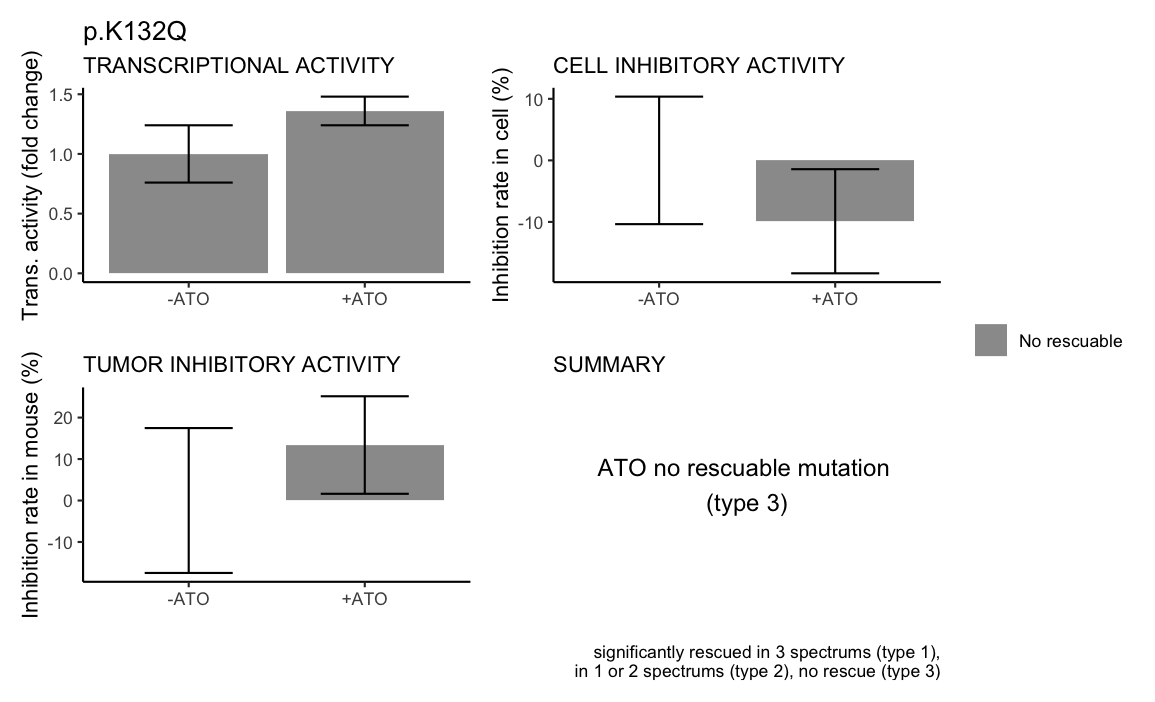 p.K132Q
TRANSCRIPTIONAL ACTIVITY
Trans. activity (fold change)
1.5
1.0
0.5
0.0
-ATO
+ATO
CELL INHIBITORY ACTIVITY
Inhibition rate in cell (%)
10
0
-10
-ATO
+ATO
No rescuable
TUMOR INHIBITORY ACTIVITY
Inhibition rate in mouse (%)
20
10
0
-10
-ATO
+ATO
SUMMARY
ATO no rescuable mutation
(type 3)
significantly rescued in 3 spectrums (type 1),
in 1 or 2 spectrums (type 2), no rescue (type 3)